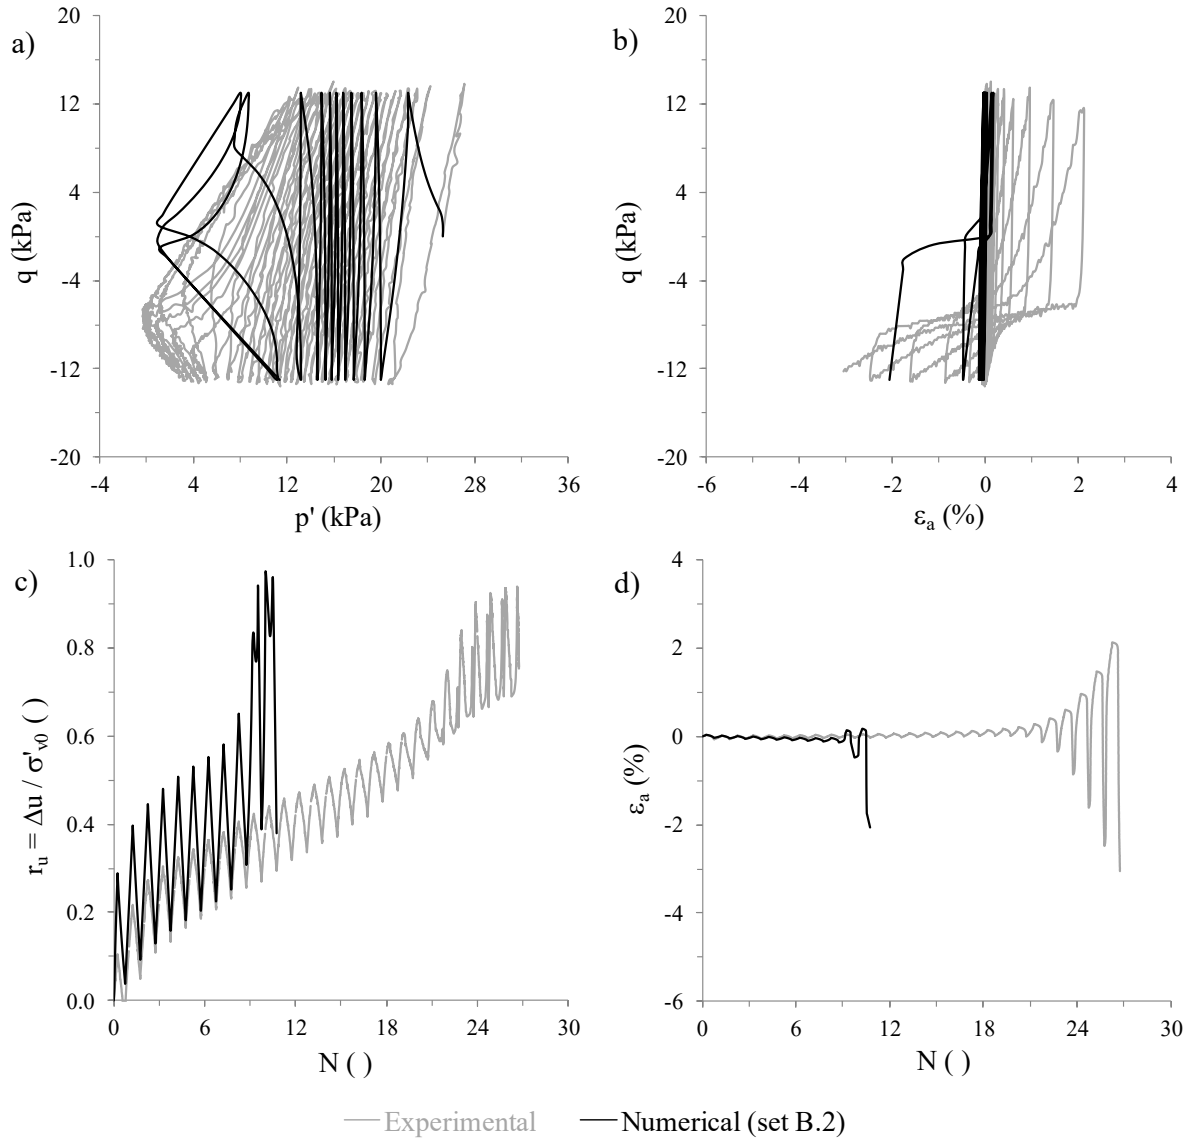 a)
20
12
4
-4
-12
-20
q (kPa)
-4 4 12 20 28 36
p' (kPa)
b)
20
12
4
-4
-12
-20
q (kPa)
-6 -4 -2 0 2 4
εa (%)
c)
1.0
0.8
0.6
0.4
0.2
0.0
ru = Δu / σ'v0 ( )
0 6 12 18 24 30
N ( )
d)
4
2
0
-2
-4
-6
εa (%)
0 6 12 18 24 30
N ( )
Experimental Numerical (set B.2)